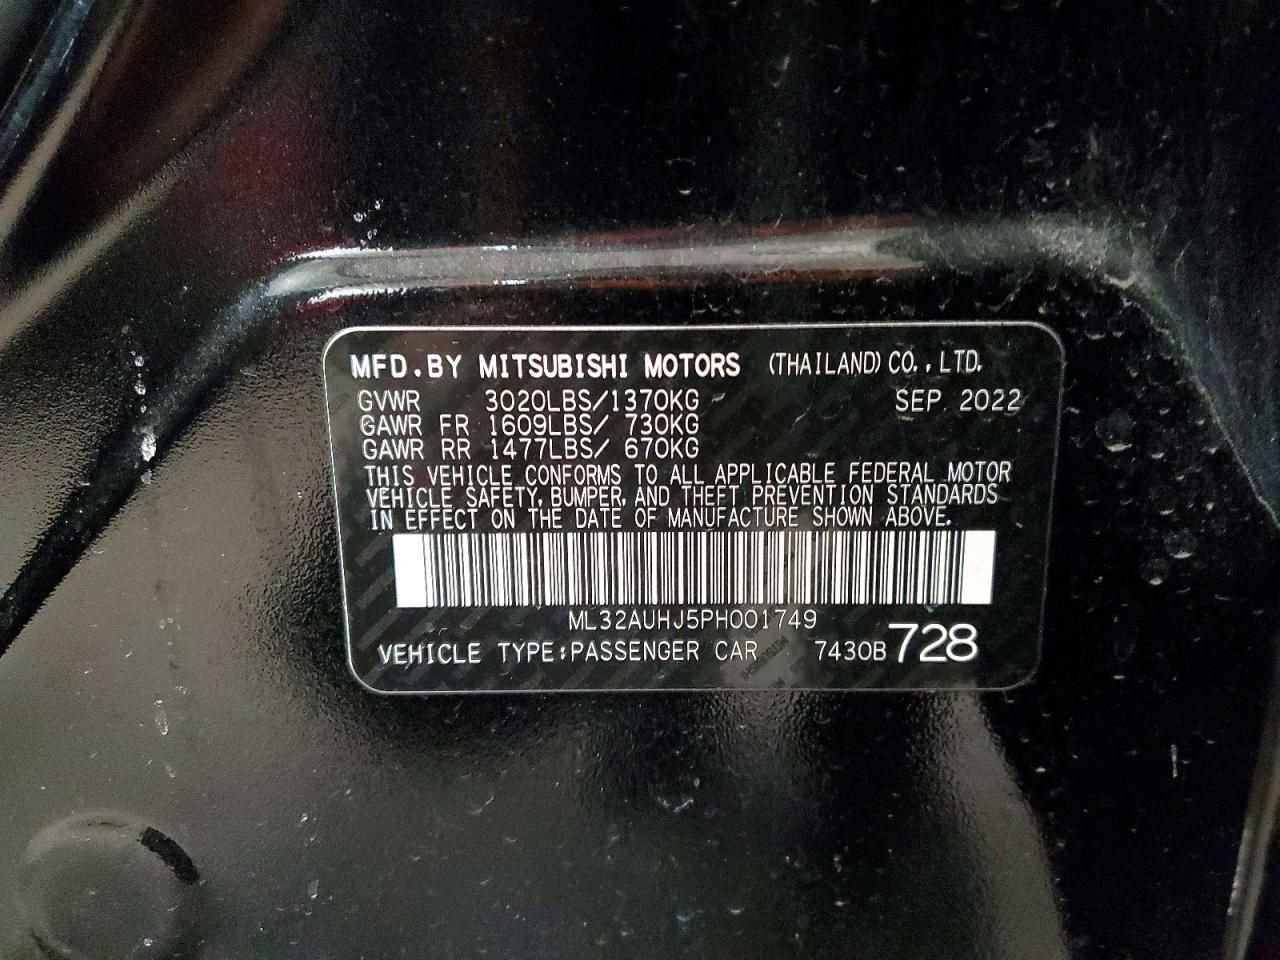 MFD.BY MITSUBISHI MOTORS (THAILAND) CO., LTD.
GVWR 3020LBS/1370KG SEP 2022
GAWR FR 1609LBS/ 730KG
GAWR RR 1477LBS/ 670KG
THIS VEHICLE CONFORMS TO ALL APPLICABLE FEDERAL MOTOR
VEHICLE SAFETY, BUMPER, AND THEFT PREVENTION STANDARDS
IN EFFECT ON THE DATE OF MANUFACTURE SHOWN ABOVE.
ML32AUHJ5PH001749
VEHICLE TYPE:PASSENGER CAR 7430B 728